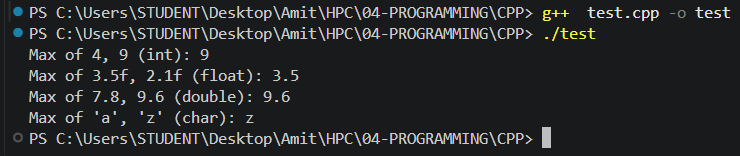 PS C:\Users\STUDENT\Desktop\Amit\HPC\04-PROGRAMMING\CPP> g++  test.cpp -o test
PS C:\Users\STUDENT\Desktop\Amit\HPC\04-PROGRAMMING\CPP> ./test
Max of 4, 9 (int): 9
Max of 3.5f, 2.1f (float): 3.5
Max of 7.8, 9.6 (double): 9.6
Max of 'a', 'z' (char): z
PS C:\Users\STUDENT\Desktop\Amit\HPC\04-PROGRAMMING\CPP>